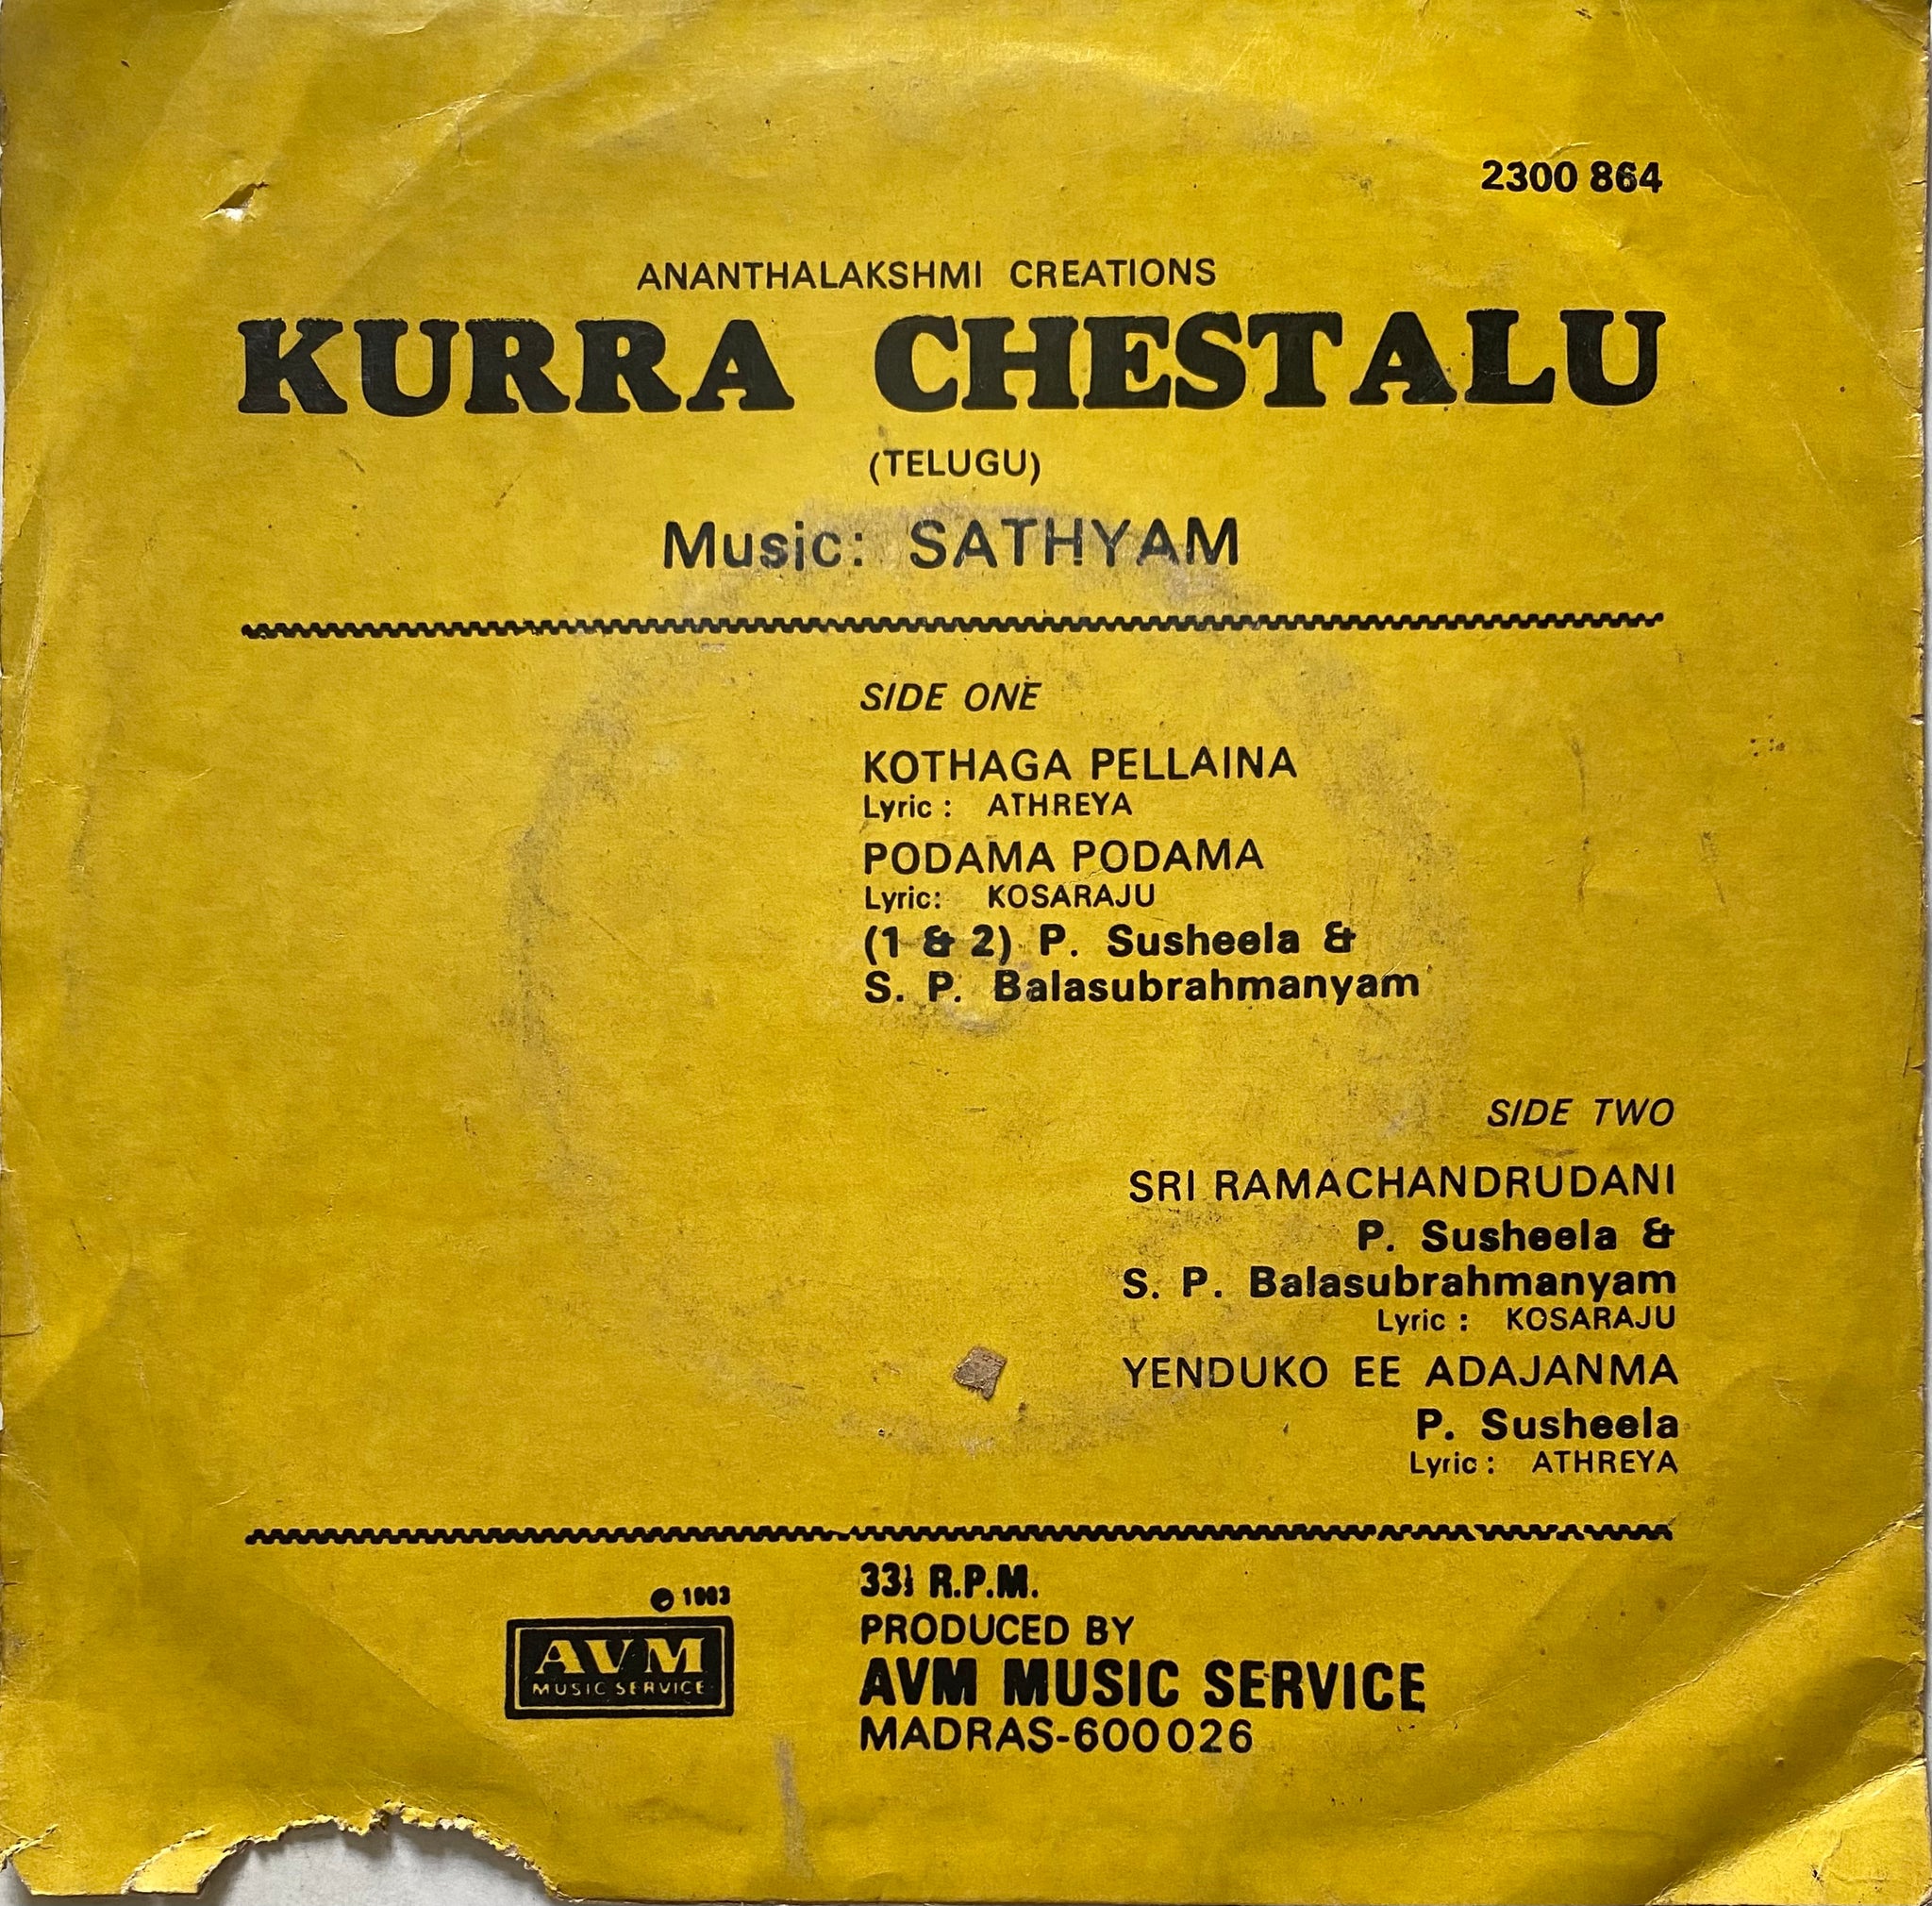 2300 864
ANANTHALAKSHMI CREATIONS
KURRA CHESTALU
(TELUGU)
Music: SATHYAM
SIDE ONE
KOTHAGA PELLAINA
Lyric : ATHREYA
PODAMA PODAMA
Lyric: KOSARAJU
(1 & 2) P. Susheela &
S. P. Balasubrahmanyam
SIDE TWO
SRI RAMACHANDRUDANI
P. Susheela &
S. P. Balasubrahmanyam
Lyric : KOSARAJU
YENDUKO EE ADAJANMA
P. Susheela
Lyric : ATHREYA
1983
AVM
MUSIC SERVICE
33⅓ R.P.M.
PRODUCED BY
AVM MUSIC SERVICE
MADRAS-600026